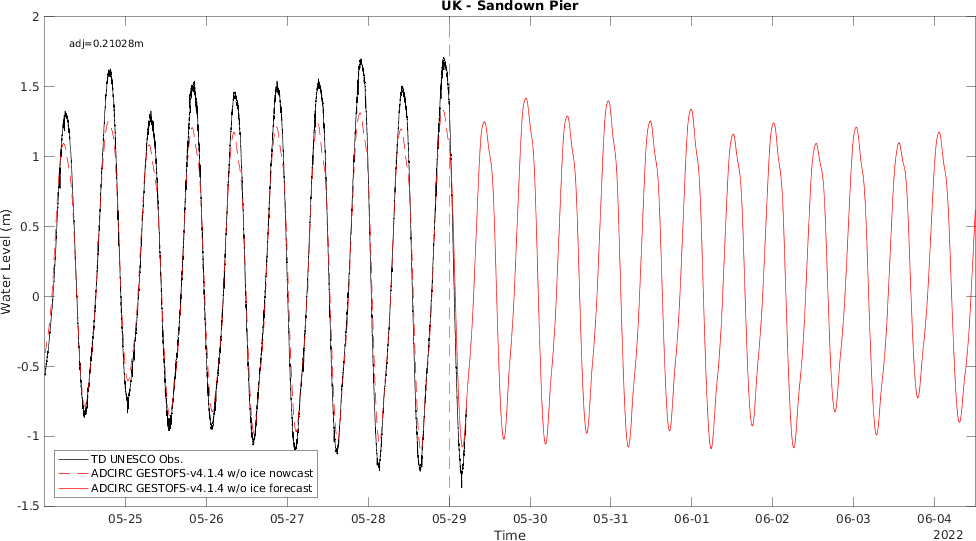 UK - Sandown Pier
adj=0.21028m
Water Level (m)
2
1.5
1
0.5
0
-0.5
-1
-1.5
TD UNESCO Obs.
ADCIRC GESTOFS-v4.1.4 w/o ice nowcast
ADCIRC GESTOFS-v4.1.4 w/o ice forecast
05-25 05-26 05-27 05-28 05-29 05-30 05-31 06-01 06-02 06-03 06-04
Time
2022